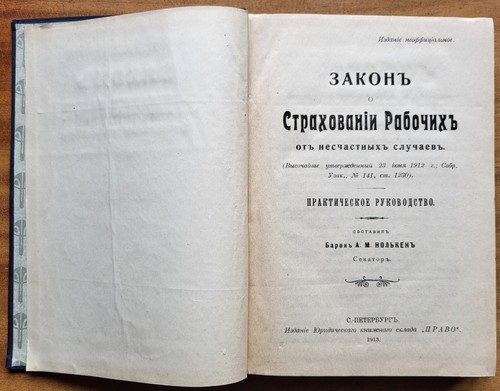 Изданіе неоффиціальное.
ЗАКОНЪ
О
Страхованіи Рабочихъ
отъ несчастныхъ случаевъ.
(Высочайше утвержденный 23 іюня 1912 г.; Собр.
Узак., № 141, ст. 1230).
ПРАКТИЧЕСКОЕ РУКОВОДСТВО.
СОСТАВИЛЪ
Баронъ А. М. НОЛЬКЕНЪ
Сенаторъ.
С.-ПЕТЕРБУРГЪ.
Изданіе Юридическаго книжнаго склада „ПРАВО".
1913.